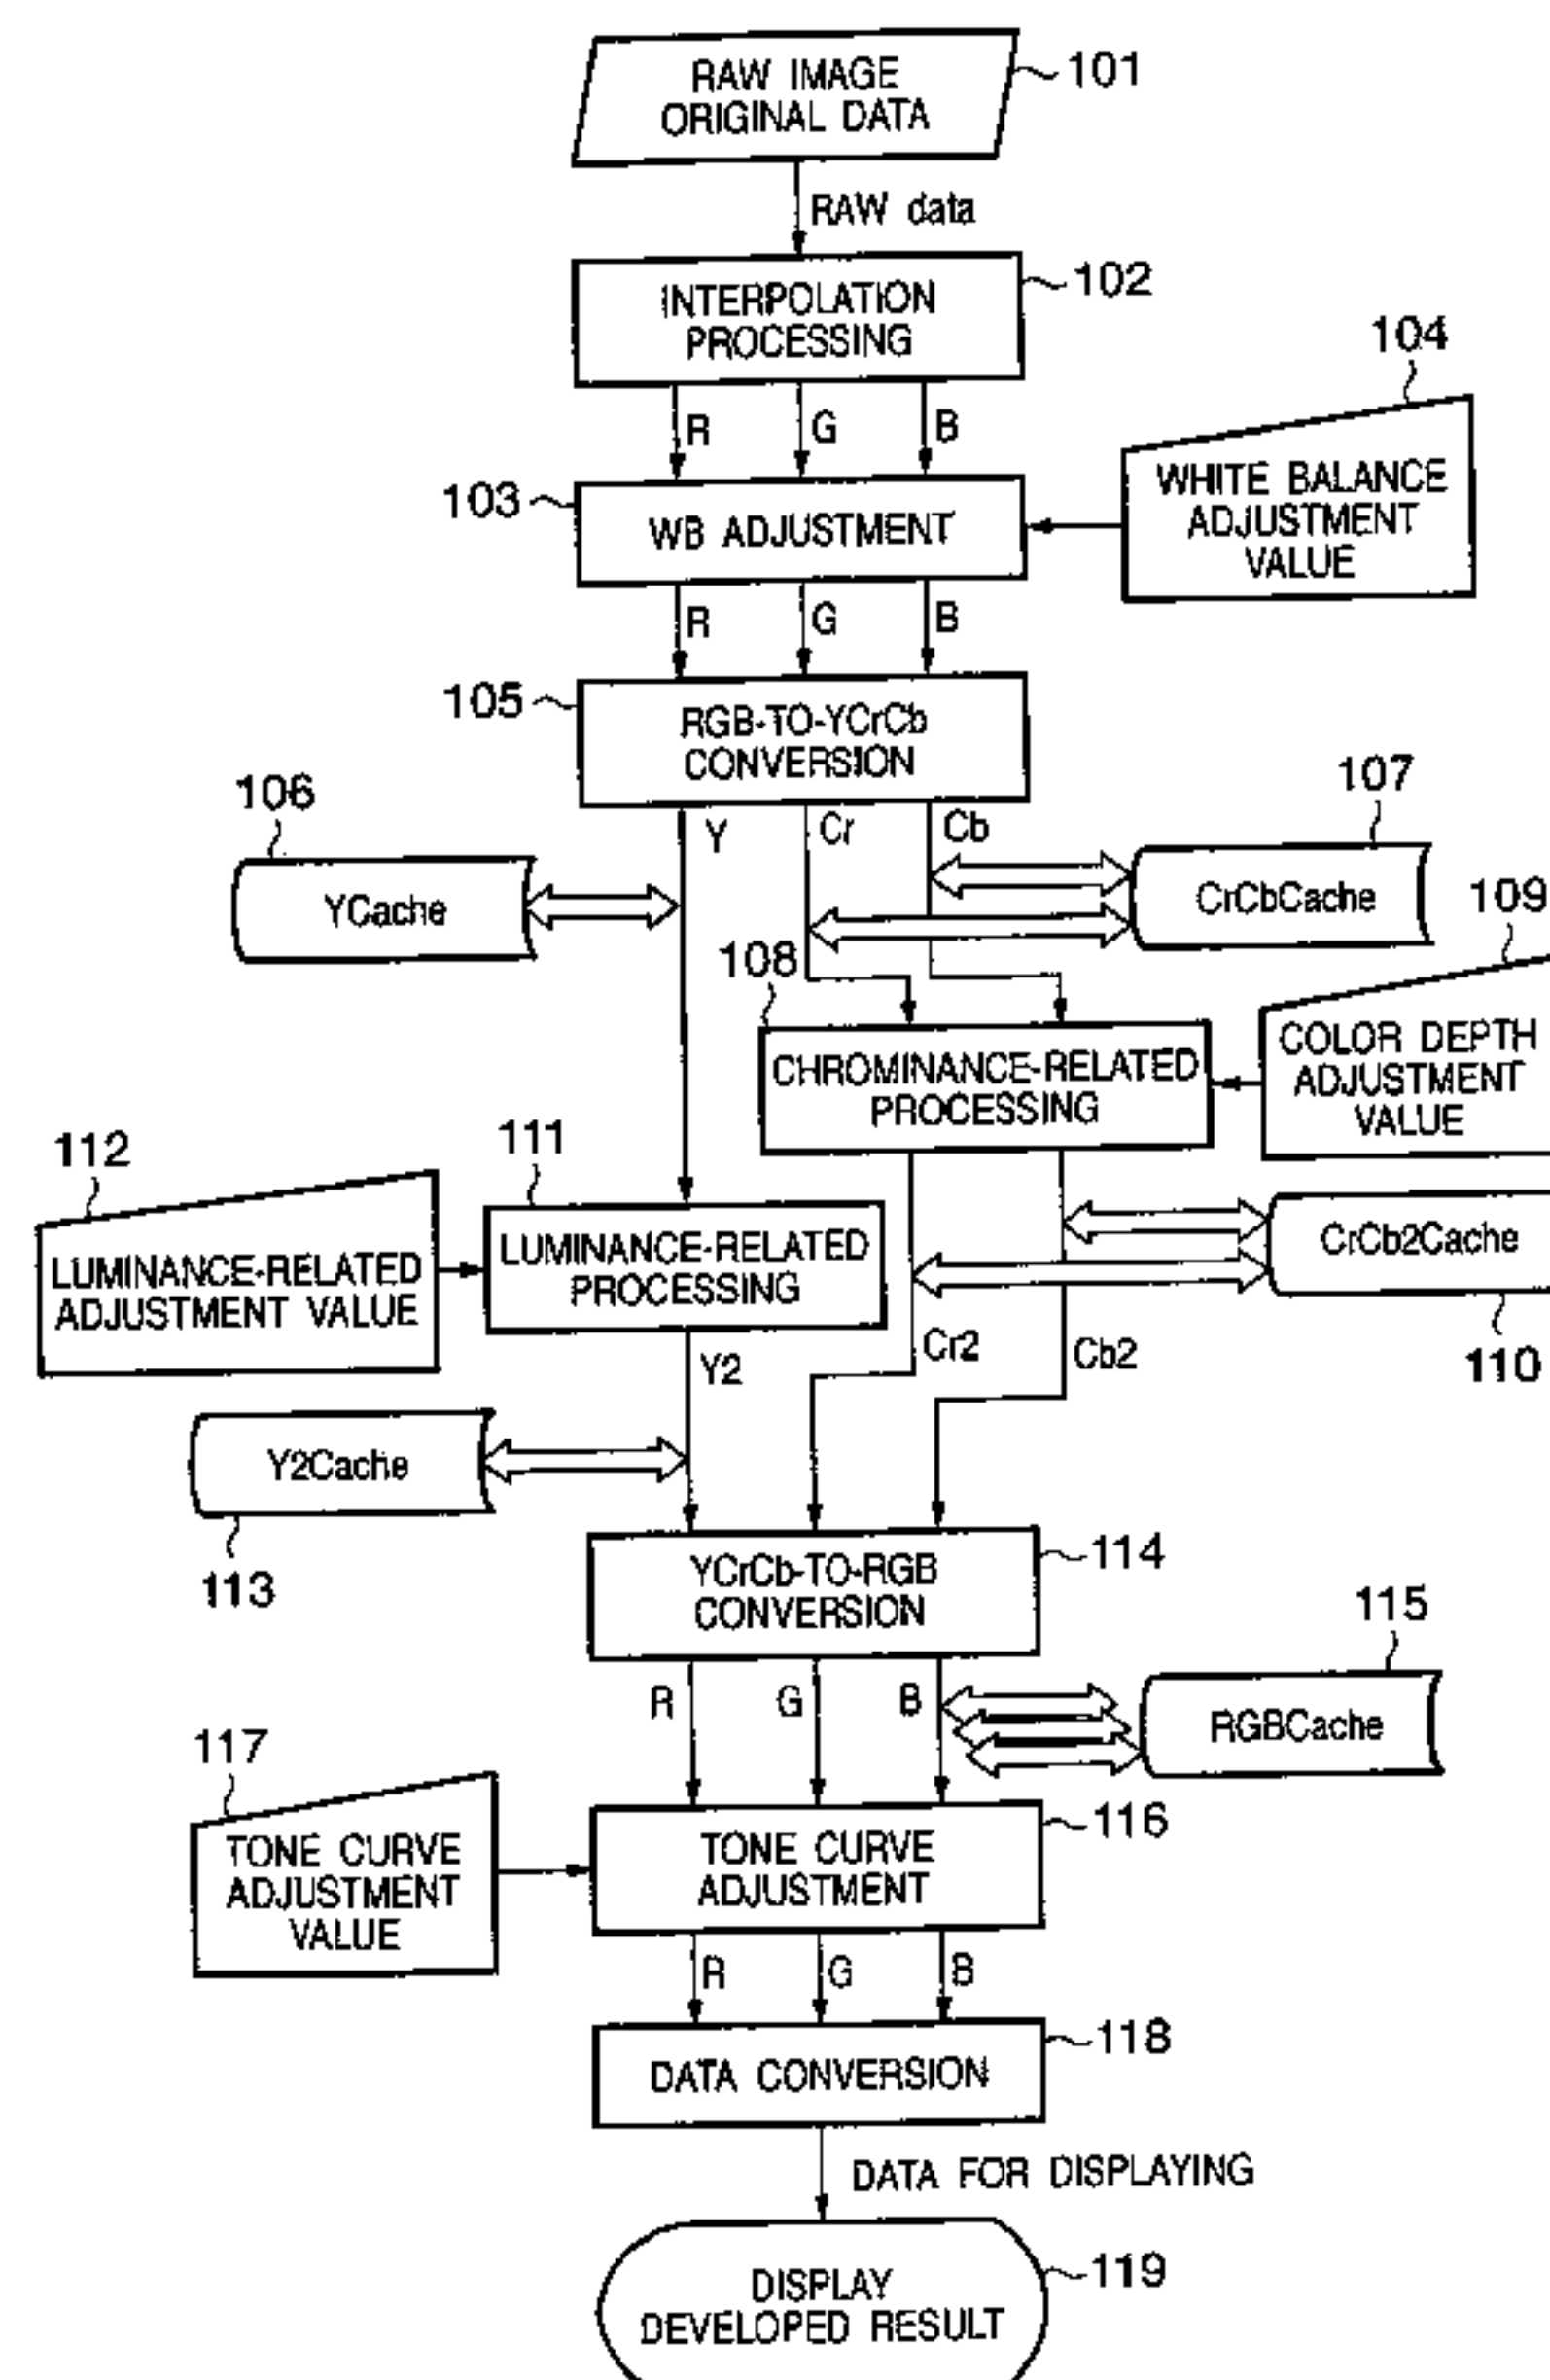 RAW IMAGE
ORIGINAL DATA
101
RAW data
INTERPOLATION
PROCESSING
102
R
G
B
104
WHITE BALANCE
ADJUSTMENT
VALUE
103
WB ADJUSTMENT
R
G
B
105
RGB-TO-YCrCb
CONVERSION
106
YCache
Y
Cr
Cb
107
CrCbCache
108
109
CHROMINANCE-RELATED
PROCESSING
COLOR DEPTH
ADJUSTMENT
VALUE
112
LUMINANCE-RELATED
ADJUSTMENT VALUE
111
LUMINANCE-RELATED
PROCESSING
CrCb2Cache
110
Y2
Cr2
Cb2
Y2Cache
113
YCrCb-TO-RGB
CONVERSION
114
R
G
B
115
RGBCache
117
TONE CURVE
ADJUSTMENT
VALUE
TONE CURVE
ADJUSTMENT
116
R
G
B
DATA CONVERSION
118
DATA FOR DISPLAYING
DISPLAY
DEVELOPED RESULT
119